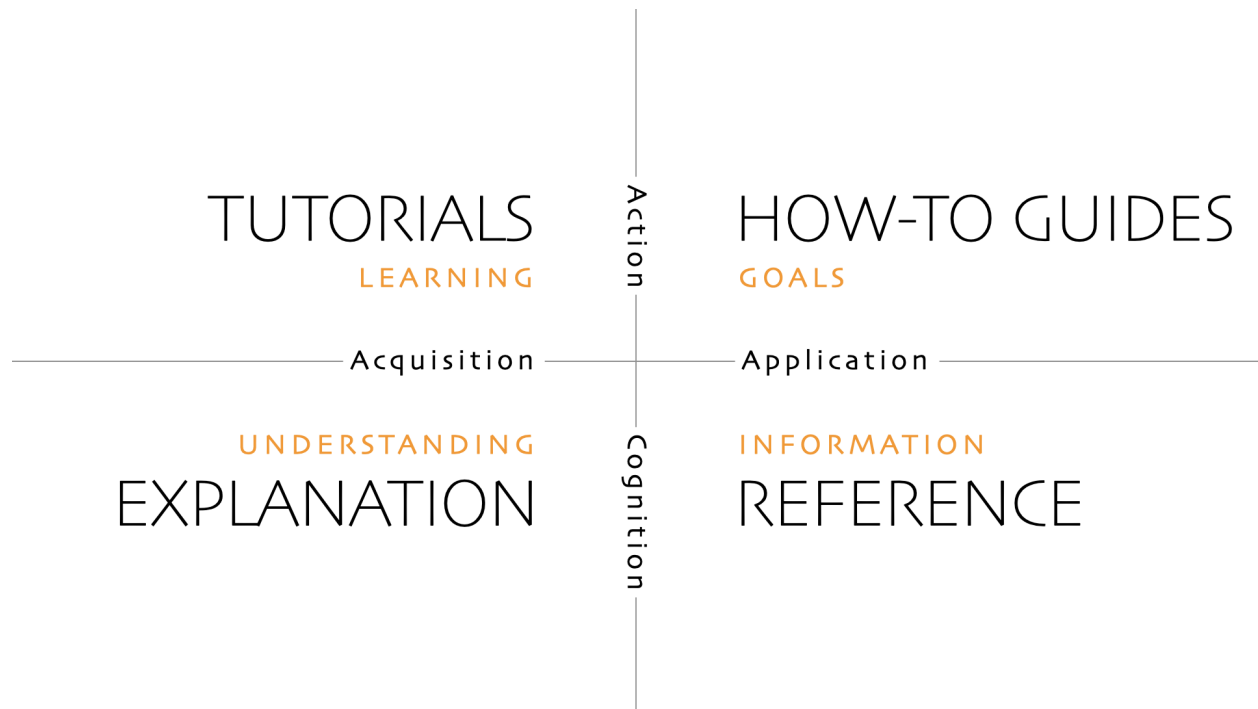 TUTORIALS
LEARNING
Action
HOW-TO GUIDES
GOALS
Acquisition
Application
UNDERSTANDING
EXPLANATION
Cognition
INFORMATION
REFERENCE